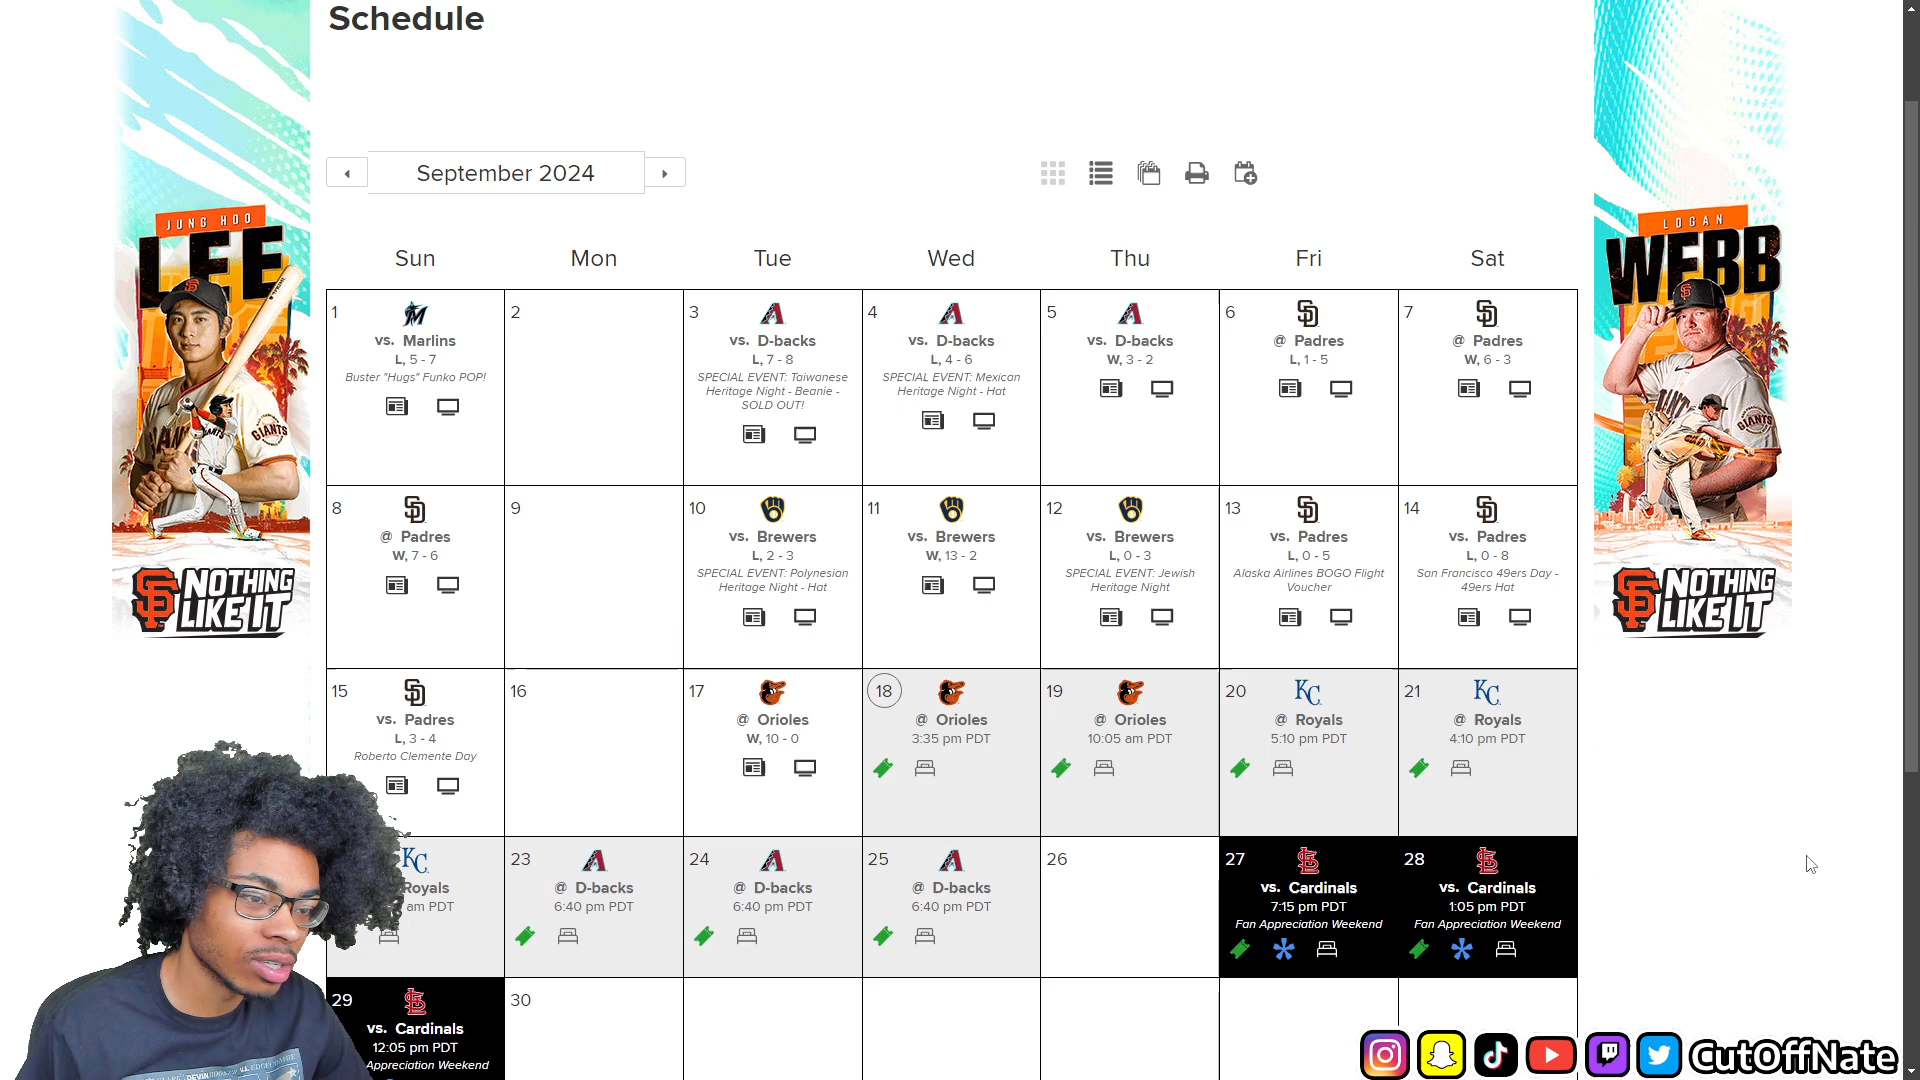 Schedule
September 2024
Sun Mon Tue Wed Thu Fri Sat
1
vs. Marlins
L, 5 - 7
Buster "Hugs" Funko POP!
2
3
vs. D-backs
L, 7 - 8
SPECIAL EVENT: Taiwanese
Heritage Night - Beanie -
SOLD OUT!
4
vs. D-backs
L, 4 - 6
SPECIAL EVENT: Mexican
Heritage Night - Hat
5
vs. D-backs
W, 3 - 2
6
@ Padres
L, 1 - 5
7
@ Padres
W, 6 - 3
8
@ Padres
W, 7 - 6
9
10
vs. Brewers
L, 2 - 3
SPECIAL EVENT: Polynesian
Heritage Night - Hat
11
vs. Brewers
W, 13 - 2
12
vs. Brewers
L, 0 - 3
SPECIAL EVENT: Jewish
Heritage Night
13
vs. Padres
L, 0 - 5
Alaska Airlines BOGO Flight
Voucher
14
vs. Padres
L, 0 - 8
San Francisco 49ers Day -
49ers Hat
15
vs. Padres
L, 3 - 4
Roberto Clemente Day
16
17
@ Orioles
W, 10 - 0
18
@ Orioles
3:35 pm PDT
19
@ Orioles
10:05 am PDT
20
KC
@ Royals
5:10 pm PDT
21
KC
@ Royals
4:10 pm PDT
KC
Royals
am PDT
23
@ D-backs
6:40 pm PDT
24
@ D-backs
6:40 pm PDT
25
@ D-backs
6:40 pm PDT
26
27
vs. Cardinals
7:15 pm PDT
Fan Appreciation Weekend
28
vs. Cardinals
1:05 pm PDT
Fan Appreciation Weekend
29
vs. Cardinals
12:05 pm PDT
Appreciation Weekend
30
JUNG HOO
LEE
GIANTS
SF NOTHING
LIKE IT
LOGAN
WEBB
GIANTS
SF NOTHING
LIKE IT
CutOffNate